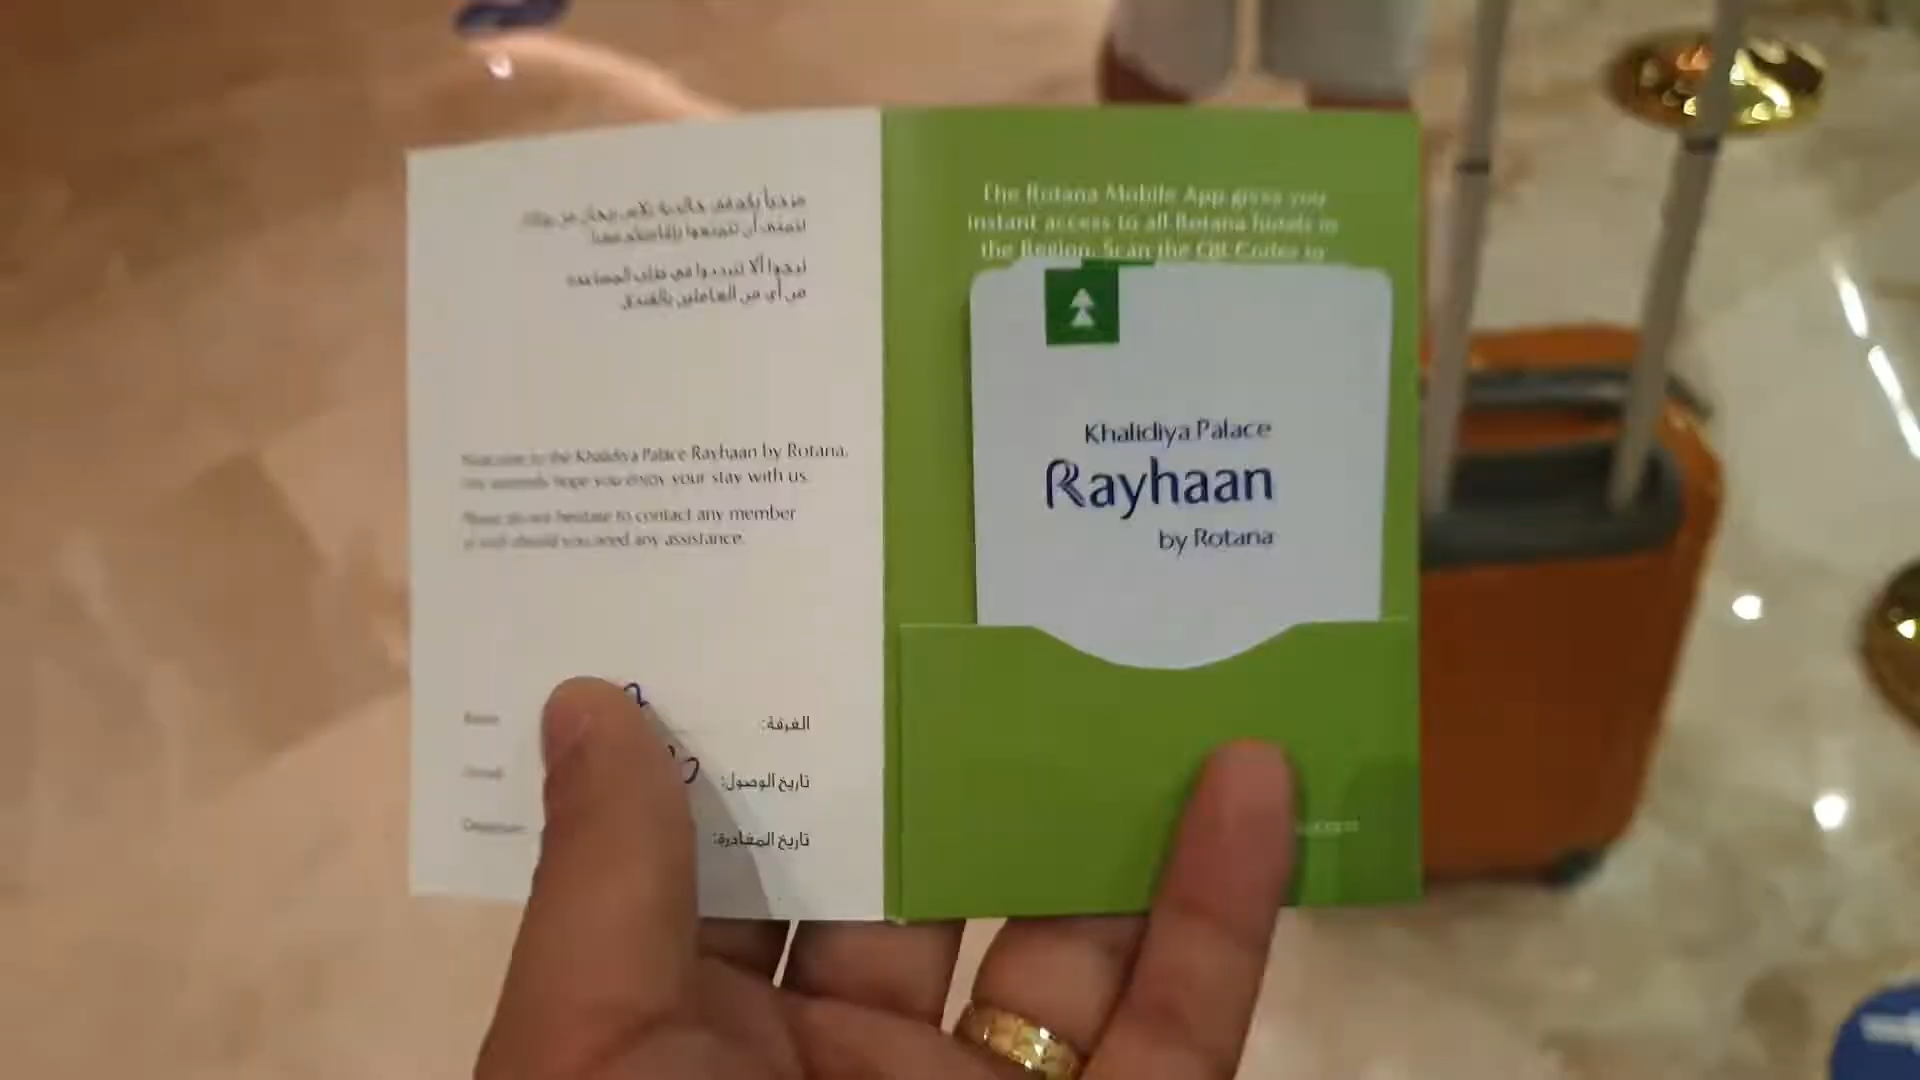 مرحباً بكم في خالدية بالاس ريحان من روتانا،
نتمنى أن تتمتعوا بإقامتكم معنا
نرجوا ألا تترددوا في طلب المساعدة
من أي من العاملين بالفندق
Welcome to the Khalidiya Palace Rayhaan by Rotana,
hope you enjoy your stay with us.
Please do not hesitate to contact any member
of staff should you need any assistance.
Room
الغرفة:
Arrival
تاريخ الوصول:
Departure
تاريخ المغادرة:
The Rotana Mobile App gives you
instant access to all Rotana hotels in
the Region. Scan the QR Codes to
Khalidiya Palace
Rayhaan
by Rotana